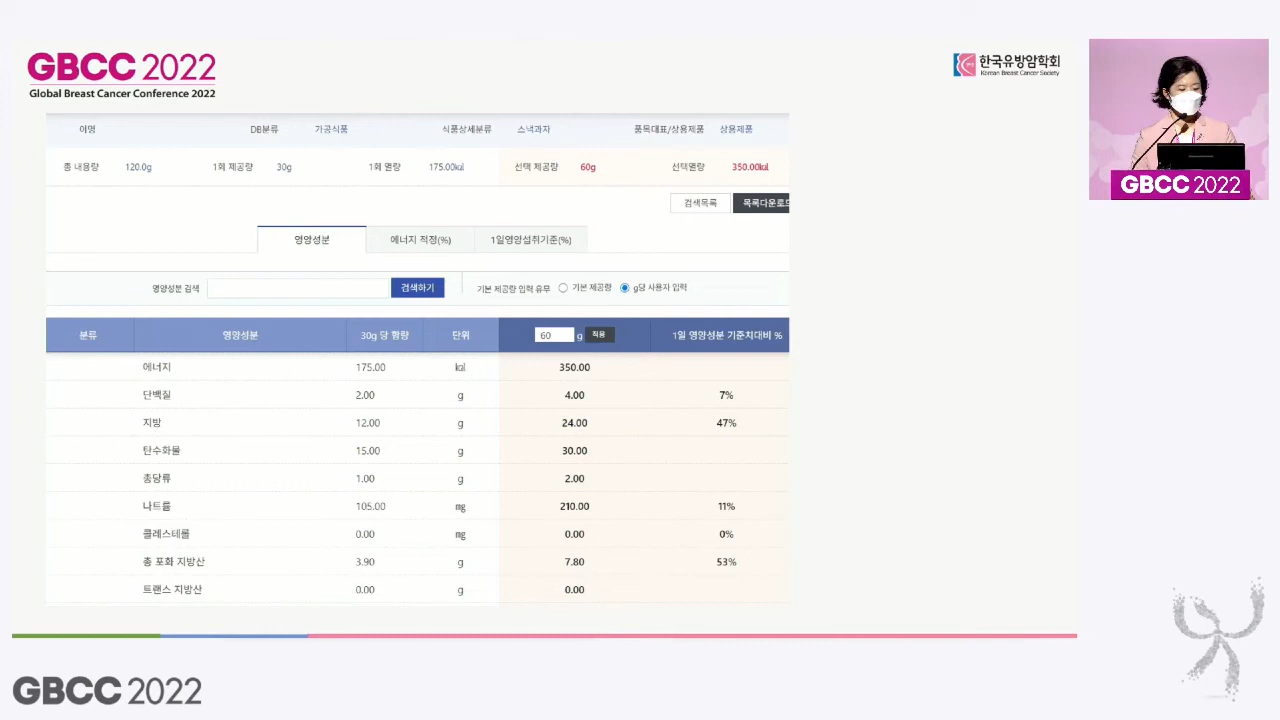 GBCC 2022
Global Breast Cancer Conference 2022
한국유방암학회
Korean Breast Cancer Society
이명 DB분류 가공식품 식품상세분류 스낵과자 품목대표/상용제품 상용제품
총 내용량 120.0g 1회 제공량 30g 1회 열량 175.00㎉ 선택 제공량 60g 선택열량 350.00㎉
검색목록 목록다운로드
영양성분 에너지 적정(%) 1일영양섭취기준(%)
영양성분 검색 검색하기 기본 제공량 입력 유무 기본 제공량 g당 사용자 입력
분류 영양성분 30g 당 함량 단위 60 g 적용 1일 영양성분 기준치대비 %
에너지 175.00 ㎉ 350.00
단백질 2.00 g 4.00 7%
지방 12.00 g 24.00 47%
탄수화물 15.00 g 30.00
총당류 1.00 g 2.00
나트륨 105.00 ㎎ 210.00 11%
콜레스테롤 0.00 ㎎ 0.00 0%
총 포화 지방산 3.90 g 7.80 53%
트랜스 지방산 0.00 g 0.00
GBCC 2022
GBCC 2022